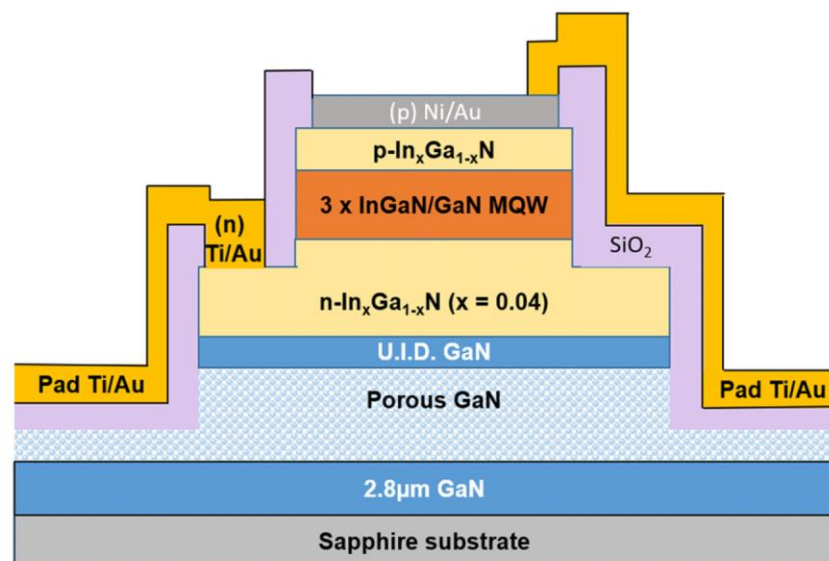 (p) Ni/Au
p-InₓGa₁₋ₓN
3 x InGaN/GaN MQW
(n)
Ti/Au
SiO₂
n-InₓGa₁₋ₓN (x = 0.04)
U.I.D. GaN
Pad Ti/Au
Porous GaN
Pad Ti/Au
2.8µm GaN
Sapphire substrate